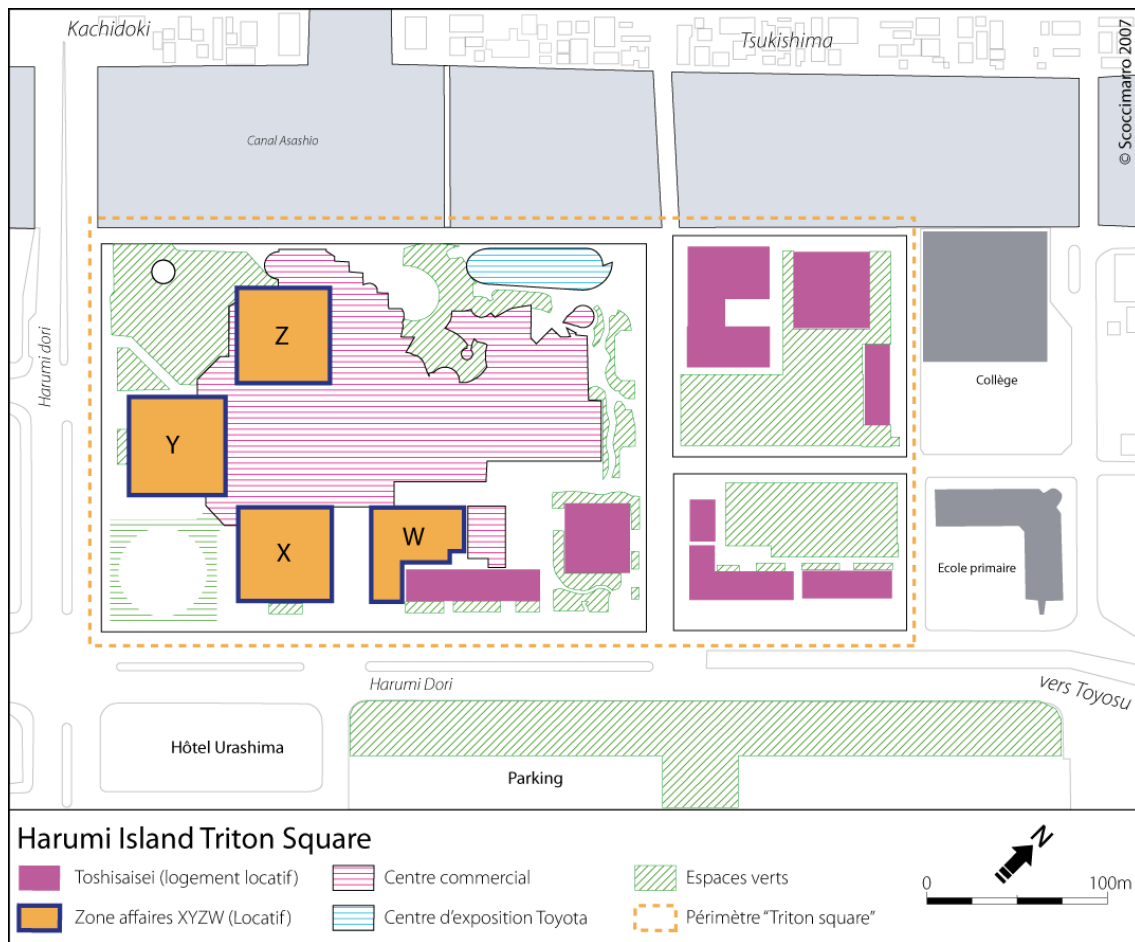 Kachidoki
Tsukishima
© Scoccimarro 2007
Canal Asashio
Harumi dori
Z
Y
X
W
Collège
Ecole primaire
Harumi Dori
vers Toyosu
Hôtel Urashima
Parking
Harumi Island Triton Square
Toshisaisei (logement locatif)
Centre commercial
Espaces verts
Zone affaires XYZW (Locatif)
Centre d'exposition Toyota
Périmètre "Triton square"
N
0
100m